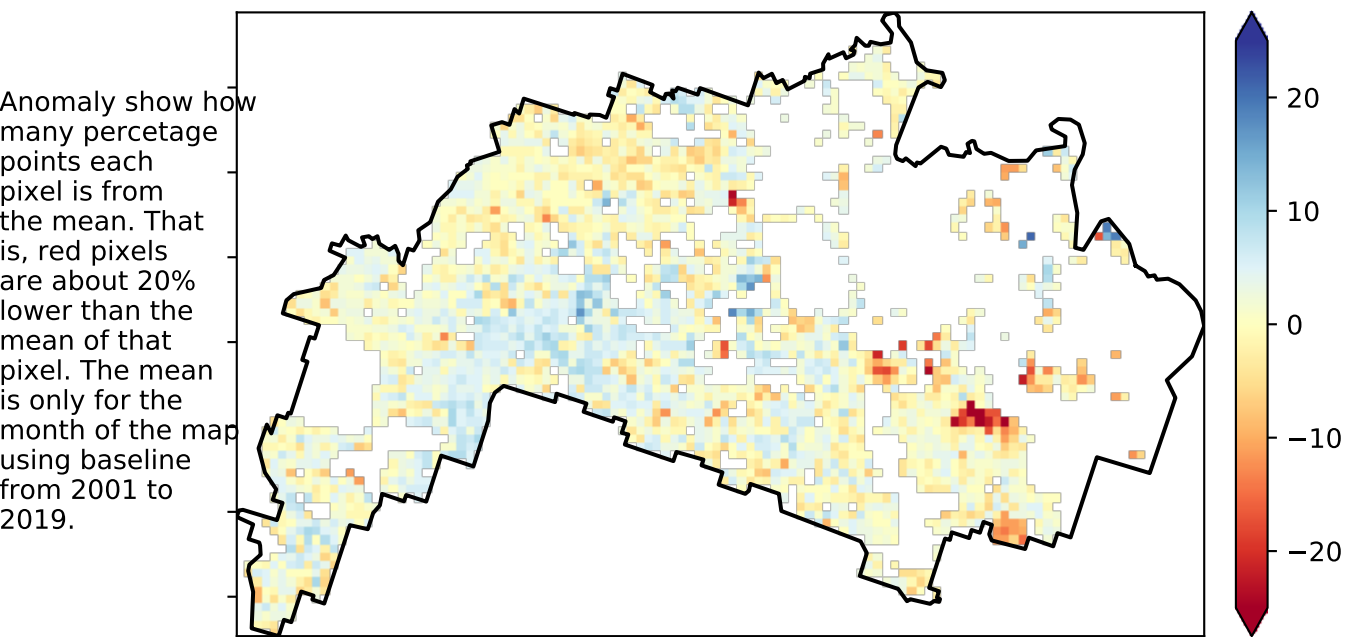 Anomaly show how
many percetage
points each
pixel is from
the mean. That
is, red pixels
are about 20%
lower than the
mean of that
pixel. The mean
is only for the
month of the map
using baseline
from 2001 to
2019.
20
10
0
−10
−20